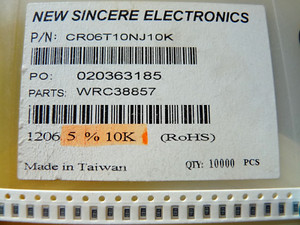 NEW SINCERE ELECTRONICS
P/N: CR06T10NJ10K
PO: 020363185
PARTS: WRC38857
1206 5 % 10K (RoHS)
Made in Taiwan QTY: 10000 PCS